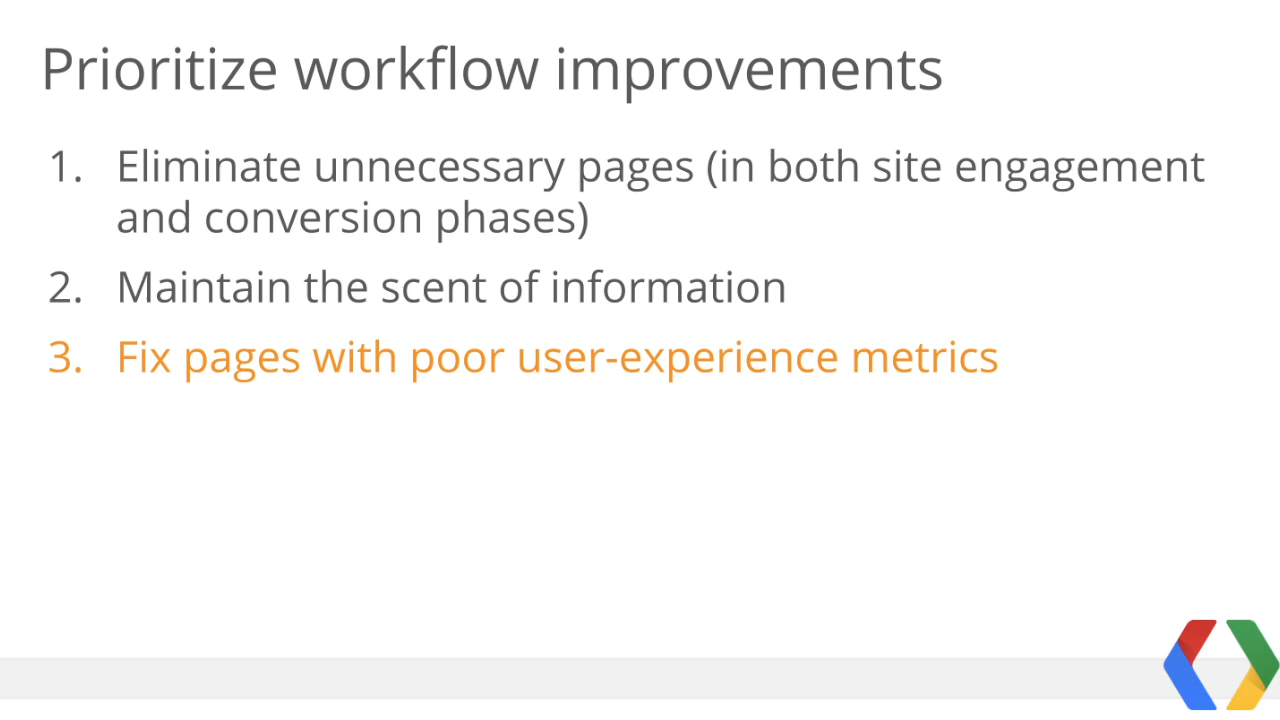 Prioritize workflow improvements
1. Eliminate unnecessary pages (in both site engagement
and conversion phases)
2. Maintain the scent of information
3. Fix pages with poor user-experience metrics